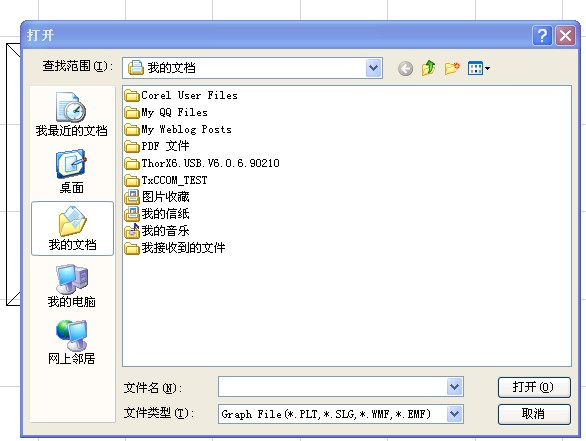 打开
查找范围(I):
我的文档
我最近的文档
桌面
我的文档
我的电脑
网上邻居
Corel User Files
My QQ Files
My Weblog Posts
PDF 文件
ThorX6.USB.V6.0.6.90210
TxCCOM_TEST
图片收藏
我的信纸
我的音乐
我接收到的文件
文件名(N):
打开(O)
文件类型(T):
Graph File(*.PLT,*.SLG,*.WMF,*.EMF)
取消